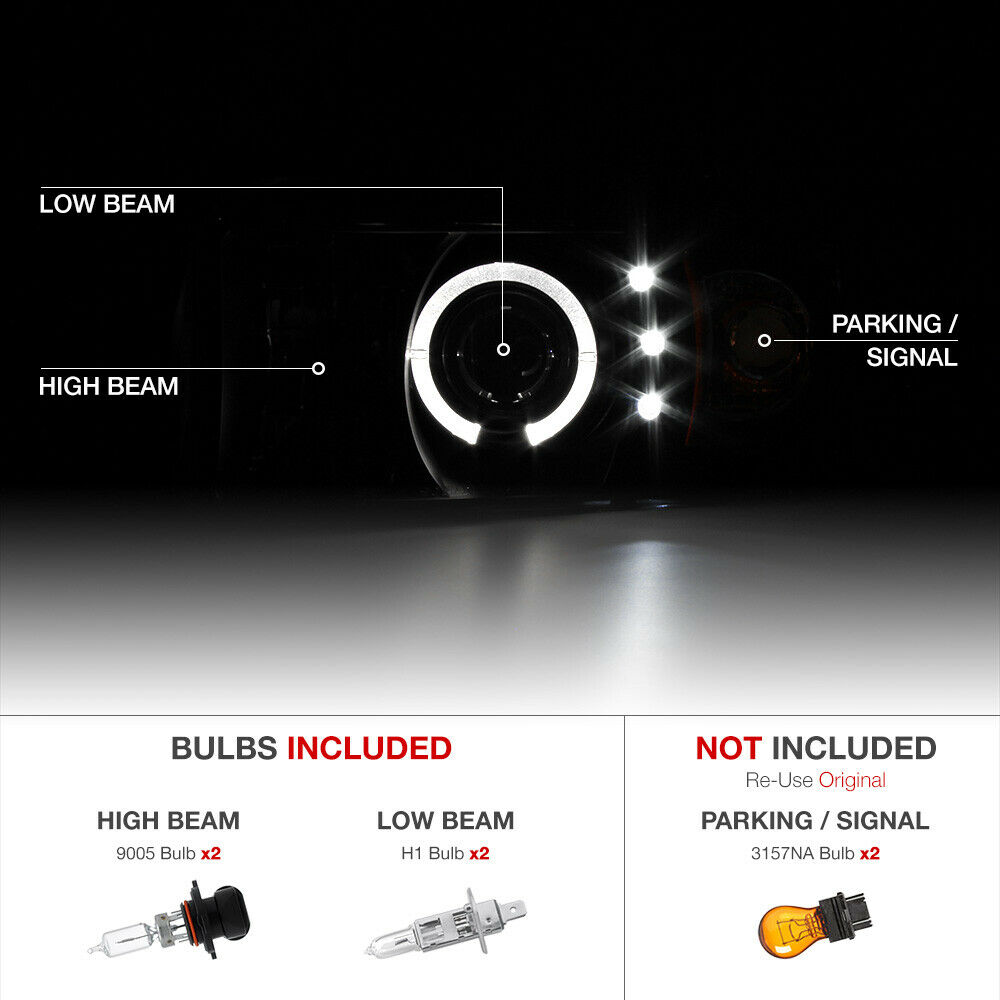 LOW BEAM
HIGH BEAM
PARKING /
SIGNAL
BULBS INCLUDED
HIGH BEAM
9005 Bulb x2
LOW BEAM
H1 Bulb x2
NOT INCLUDED
Re-Use Original
PARKING / SIGNAL
3157NA Bulb x2